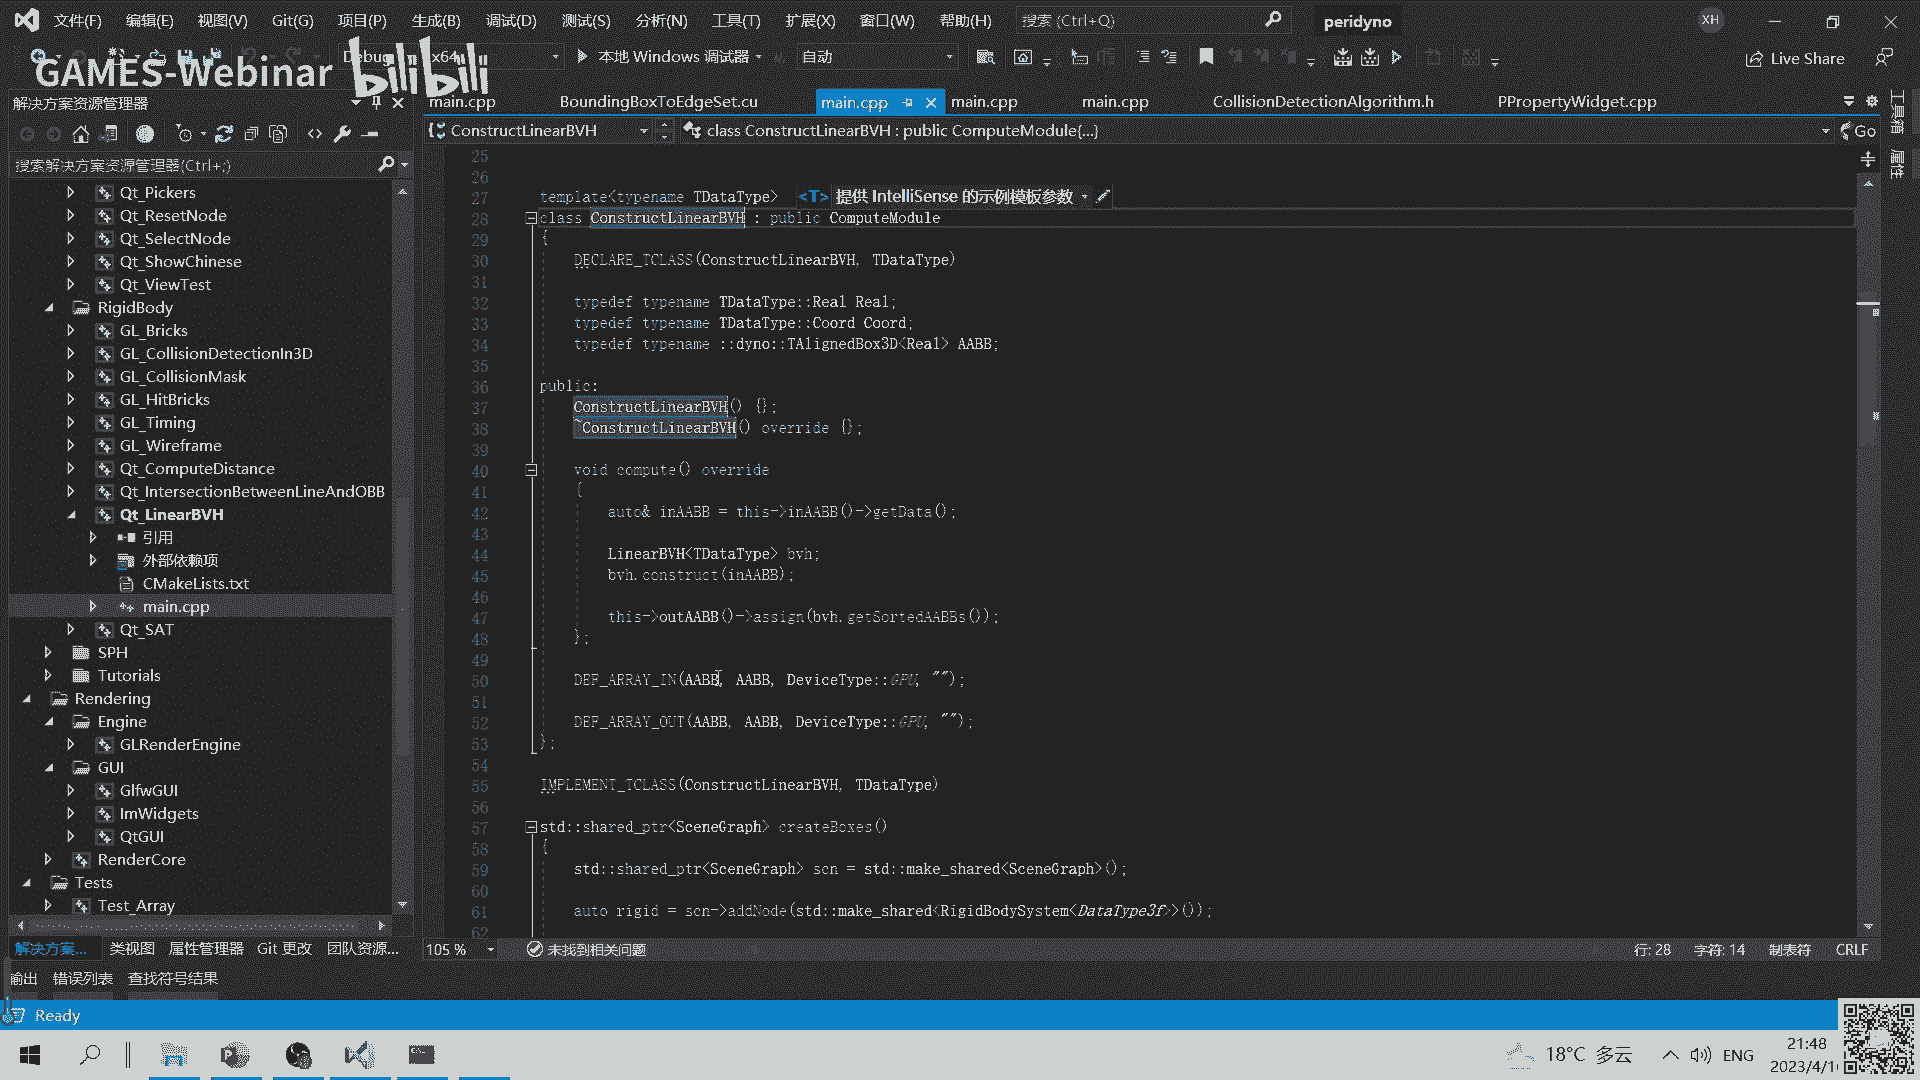 文件(F) 编辑(E) 视图(V) Git(G) 项目(P) 生成(B) 调试(D) 测试(S) 分析(N) 工具(T) 扩展(X) 窗口(W) 帮助(H) 搜索 (Ctrl+Q) peridyno XH
Debug x64 本地 Windows 调试器 自动 Live Share
GAMES-Webinar bilibili
解决方案资源管理器
main.cpp BoundingBoxToEdgeSet.cu main.cpp main.cpp main.cpp CollisionDetectionAlgorithm.h PPropertyWidget.cpp
工具箱
属性
ConstructLinearBVH class ConstructLinearBVH : public ComputeModule{...} Go
搜索解决方案资源管理器(Ctrl+;)
Qt_Pickers
Qt_ResetNode
Qt_SelectNode
Qt_ShowChinese
Qt_ViewTest
RigidBody
GL_Bricks
GL_CollisionDetectionIn3D
GL_CollisionMask
GL_HitBricks
GL_Timing
GL_Wireframe
Qt_ComputeDistance
Qt_IntersectionBetweenLineAndOBB
Qt_LinearBVH
引用
外部依赖项
CMakeLists.txt
main.cpp
Qt_SAT
SPH
Tutorials
Rendering
Engine
GLRenderEngine
GUI
GlfwGUI
ImWidgets
QtGUI
RenderCore
Tests
Test_Array
25
26
27 template<typename TDataType> <T> 提供 IntelliSense 的示例模板参数
28 class ConstructLinearBVH : public ComputeModule
29 {
30 DECLARE_TCLASS(ConstructLinearBVH, TDataType)
31
32 typedef typename TDataType::Real Real;
33 typedef typename TDataType::Coord Coord;
34 typedef typename ::dyno::TAlignedBox3D<Real> AABB;
35
36 public:
37 ConstructLinearBVH() {};
38 ~ConstructLinearBVH() override {};
39
40 void compute() override
41 {
42 auto& inAABB = this->inAABB()->getData();
43
44 LinearBVH<TDataType> bvh;
45 bvh.construct(inAABB);
46
47 this->outAABB()->assign(bvh.getSortedAABBs());
48 };
49
50 DEF_ARRAY_IN(AABB, AABB, DeviceType::GPU, "");
51
52 DEF_ARRAY_OUT(AABB, AABB, DeviceType::GPU, "");
53 };
54
55 IMPLEMENT_TCLASS(ConstructLinearBVH, TDataType)
56
57 std::shared_ptr<SceneGraph> createBoxes()
58 {
59 std::shared_ptr<SceneGraph> scn = std::make_shared<SceneGraph>();
60
61 auto rigid = scn->addNode(std::make_shared<RigidBodySystem<DataType3f>>());
62
解决方案... 类视图 属性管理器 Git 更改 团队资源...
105 % 未找到相关问题 行: 28 字符: 14 制表符 CRLF
输出 错误列表 查找符号结果
Ready
18°C 多云 ENG
21:48
2023/4/1